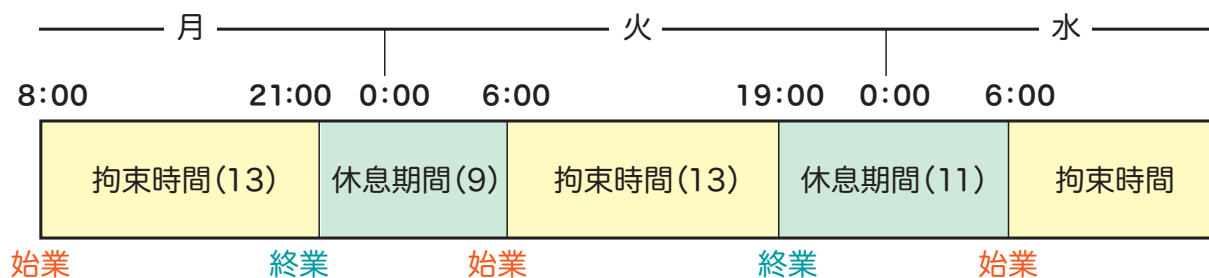 月 火 水
8:00 21:00 0:00 6:00 19:00 0:00 6:00
拘束時間(13) 休息期間(9) 拘束時間(13) 休息期間(11) 拘束時間
始業 終業 始業 終業 始業